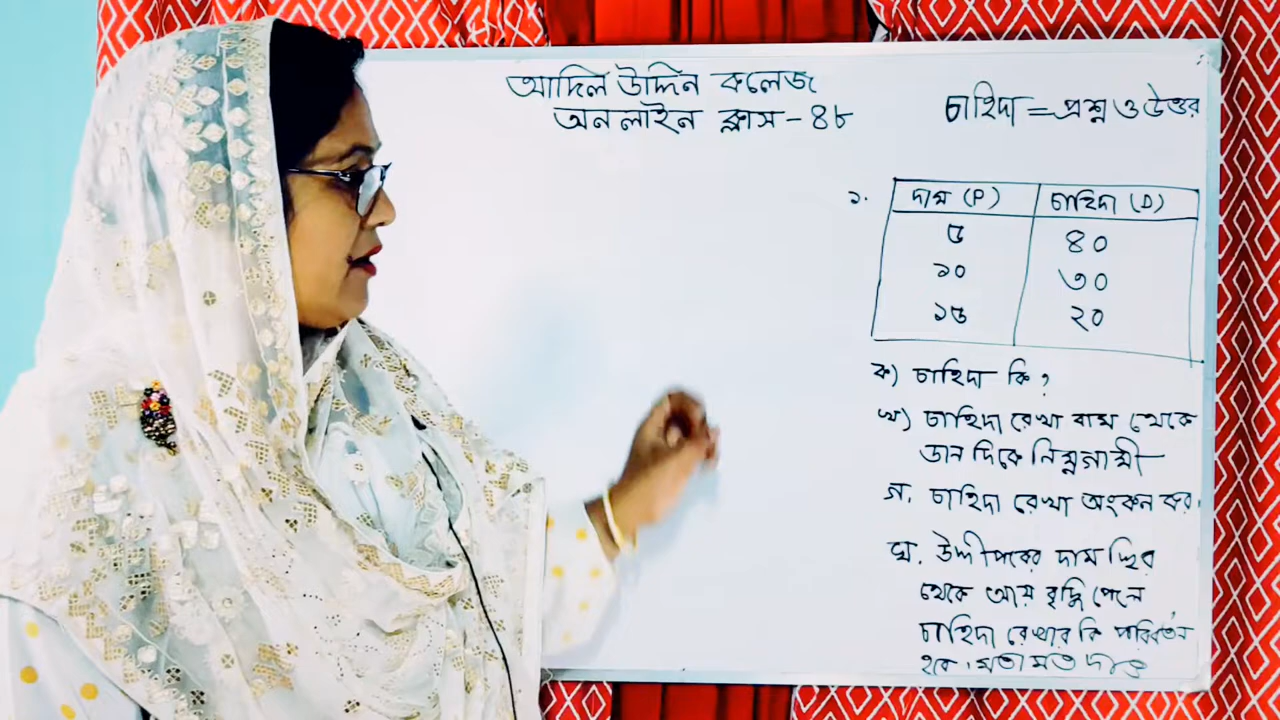 আদিল উদ্দিন কলেজ
অনলাইন ক্লাস - ৪৮
চাহিদা = প্রশ্ন ও উত্তর
১.
দাম (P) চাহিদা (D)
৫ ৪০
১০ ৩০
১৫ ২০
ক) চাহিদা কি ?
খ) চাহিদা রেখা বাম থেকে
ডান দিকে নিম্নগামী
গ. চাহিদা রেখা অংকন কর।
ঘ. উদ্দীপকের দাম স্থির
থেকে আয় বৃদ্ধি পেলে
চাহিদা রেখার কি পরিবর্তন
হবে। মতামত দাও